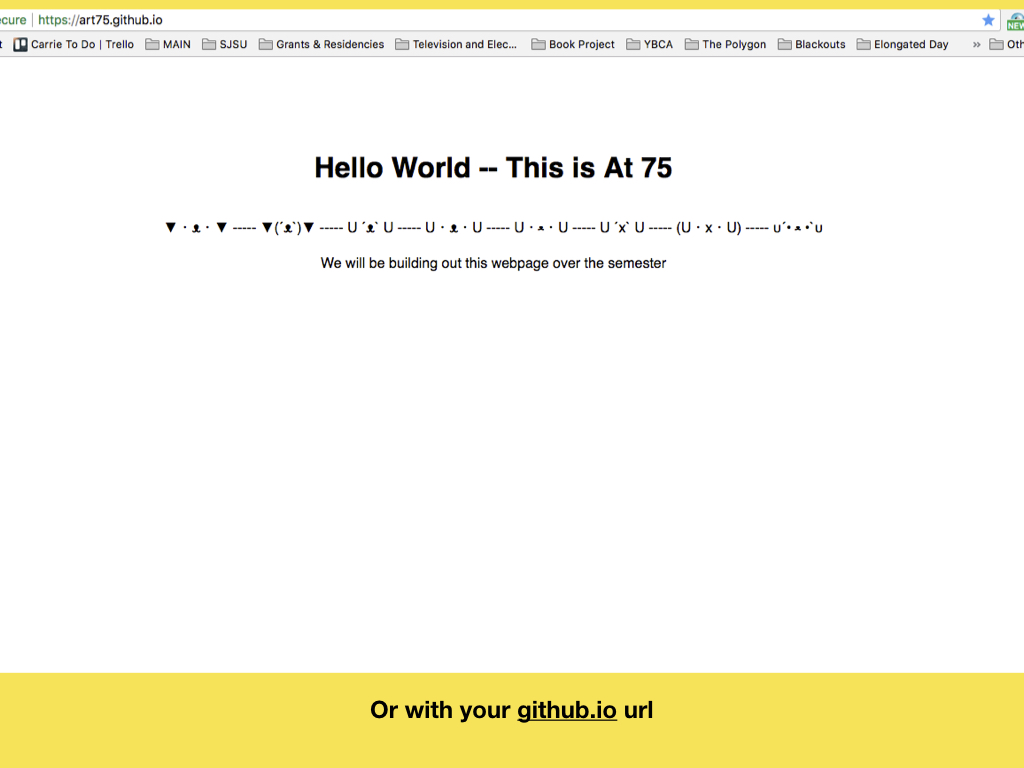 cure | https://art75.github.io
t Carrie To Do | Trello MAIN SJSU Grants & Residencies Television and Elec... Book Project YBCA The Polygon Blackouts Elongated Day » Oth
NEW
Hello World -- This is At 75
▼・ᴥ・▼ ----- ▼(´ᴥ`)▼ ----- U ´ᴥ` U ----- U・ᴥ・U ----- U・ﻌ・U ----- U ´x` U ----- (U・x・U) ----- υ´• ﻌ •`υ
We will be building out this webpage over the semester
Or with your github.io url